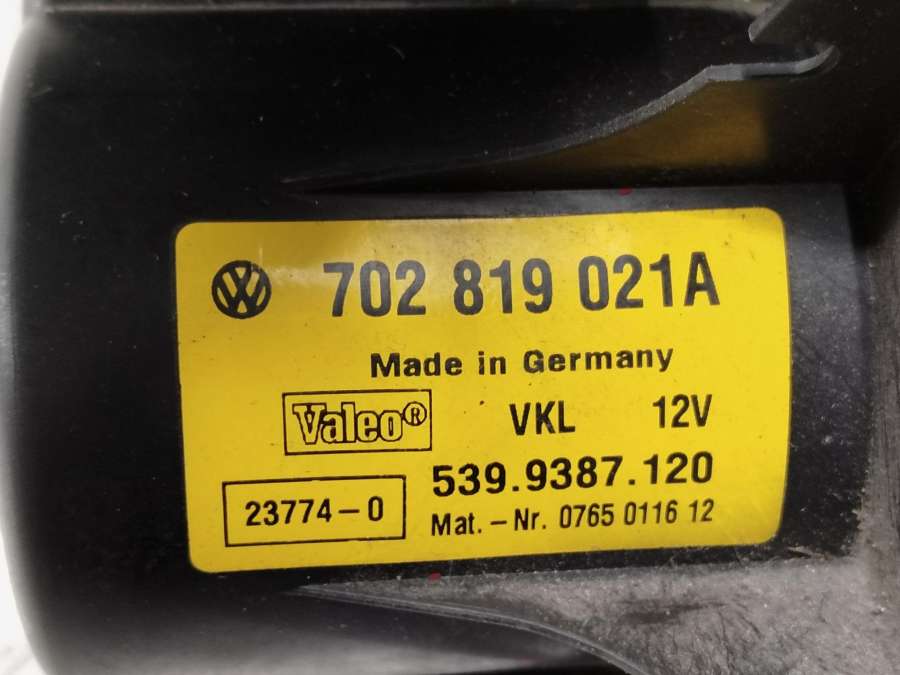 702 819 021A
Made in Germany
Valeo® VKL 12V
539.9387.120
23774-0
Mat.-Nr. 0765 0116 12